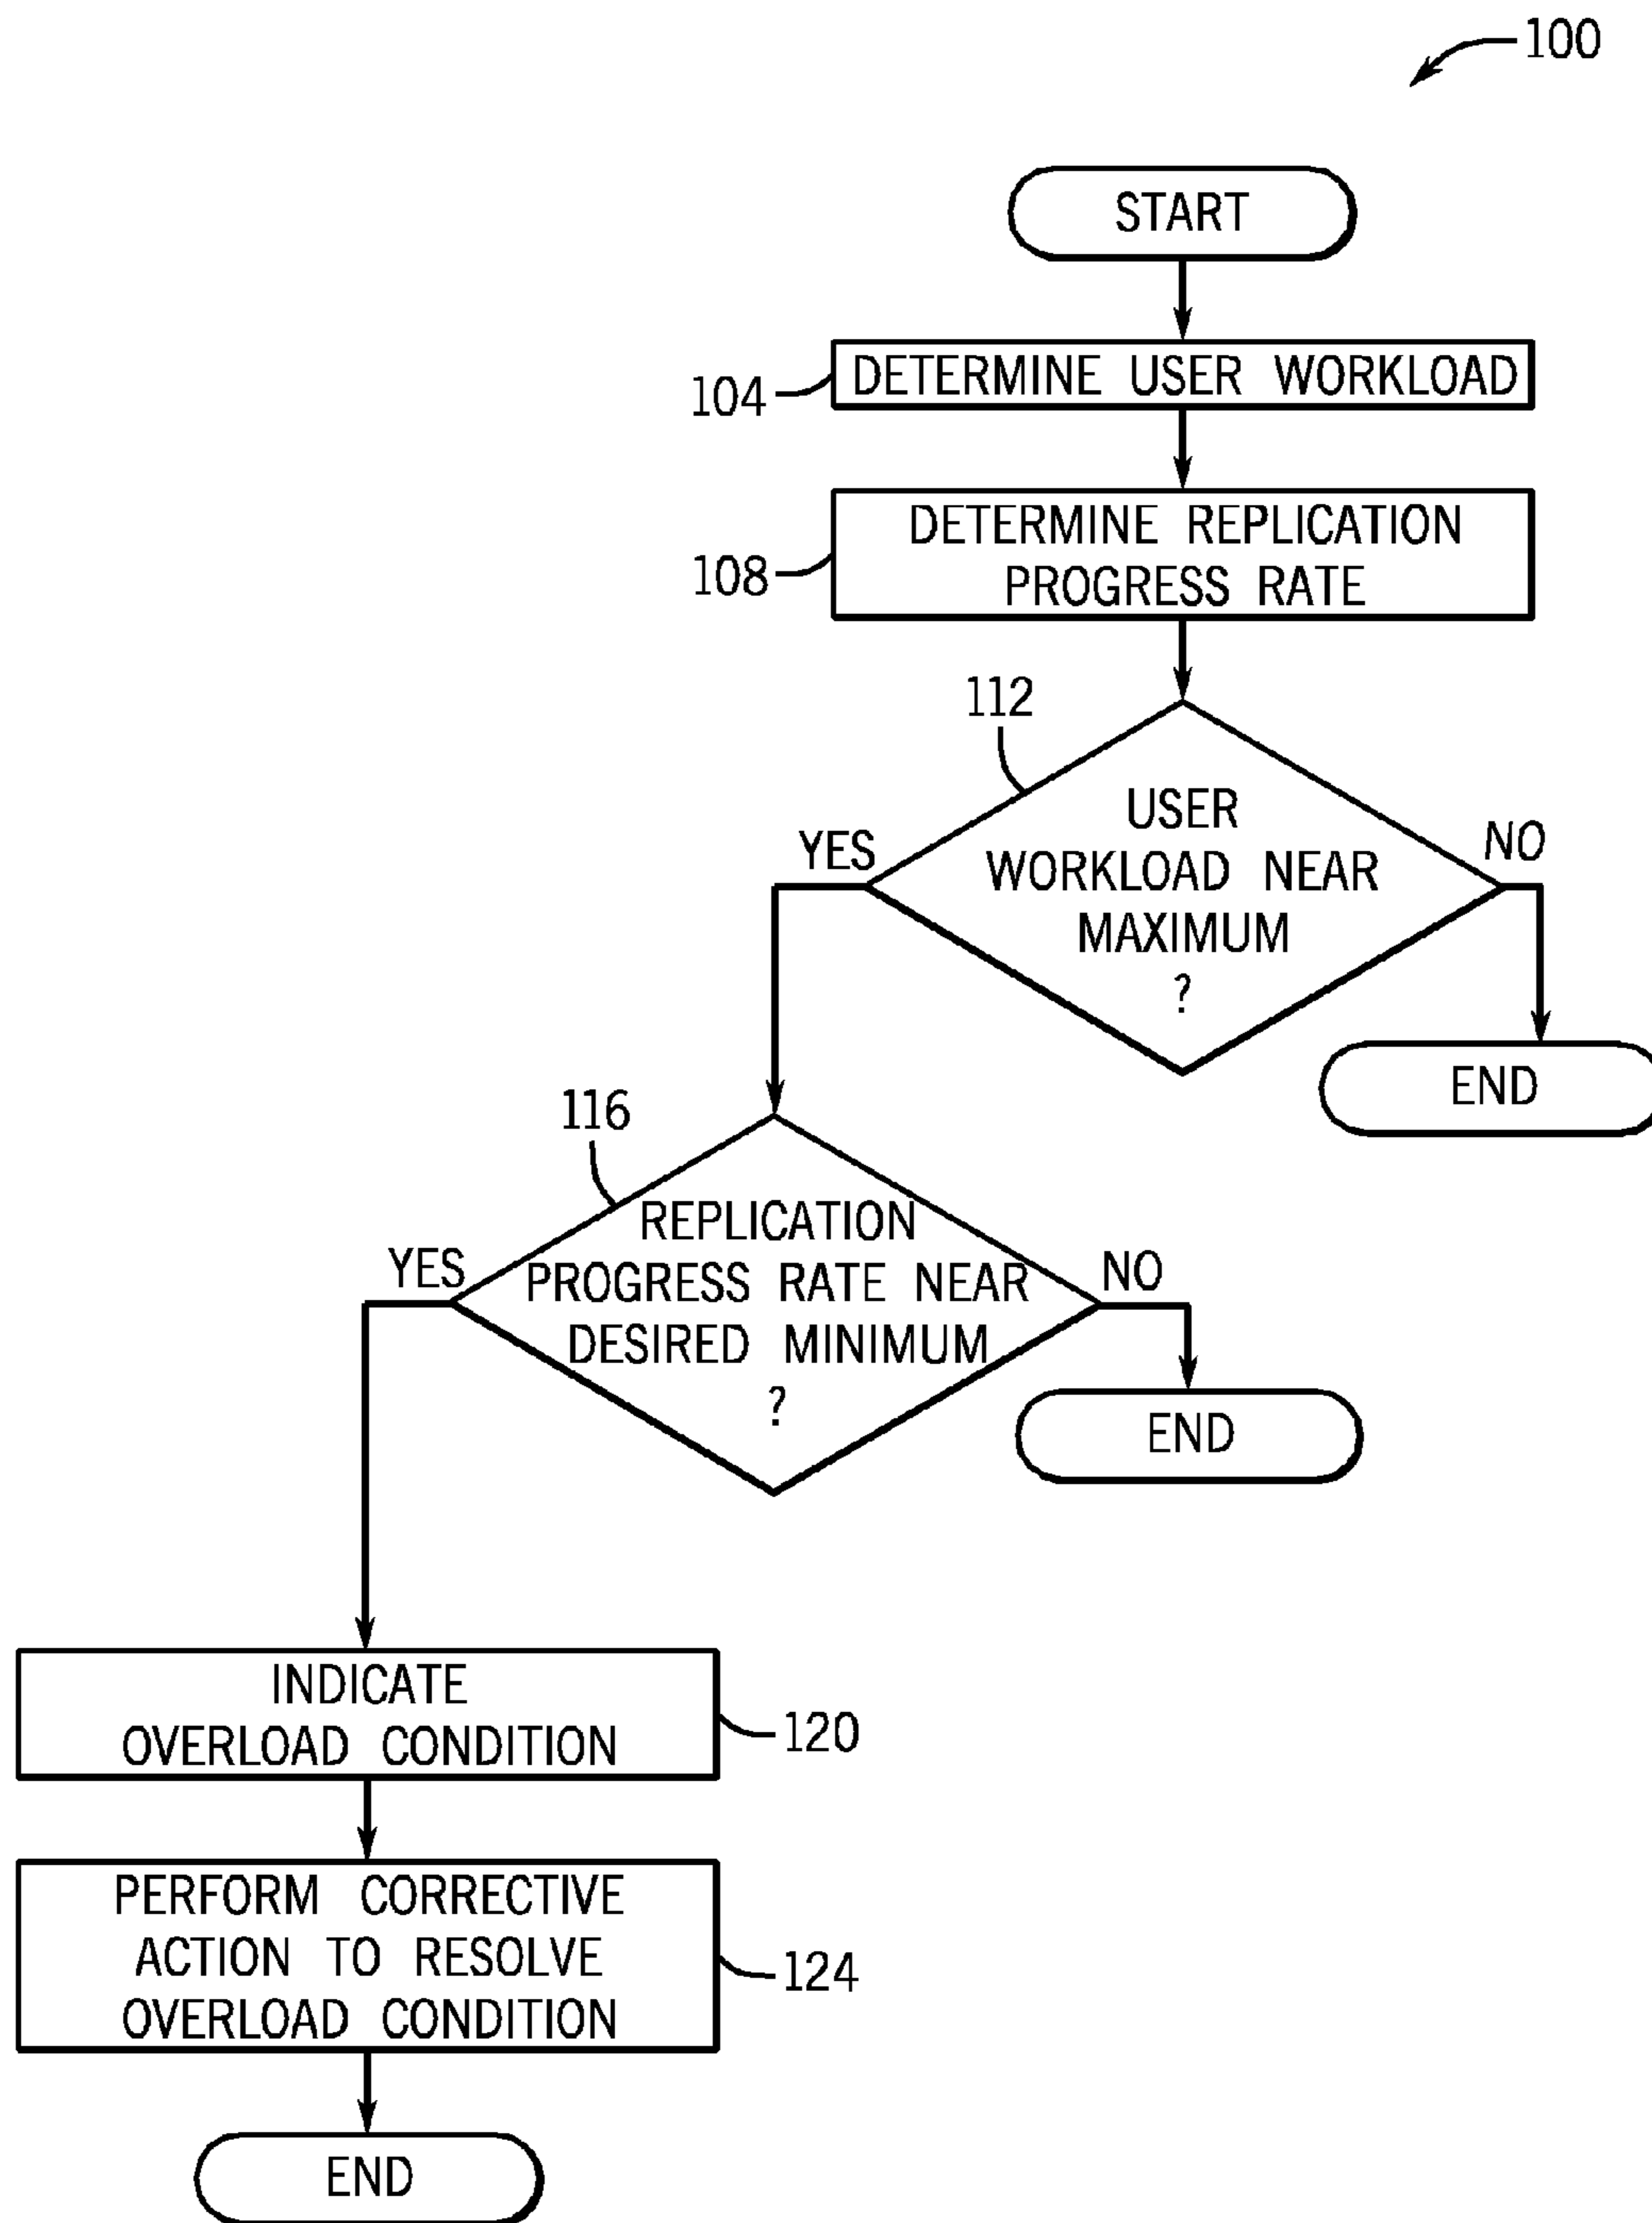 100
START
104
DETERMINE USER WORKLOAD
108
DETERMINE REPLICATION
PROGRESS RATE
112
USER
WORKLOAD NEAR
MAXIMUM
?
YES
NO
END
116
REPLICATION
PROGRESS RATE NEAR
DESIRED MINIMUM
?
YES
NO
END
INDICATE
OVERLOAD CONDITION
120
PERFORM CORRECTIVE
ACTION TO RESOLVE
OVERLOAD CONDITION
124
END